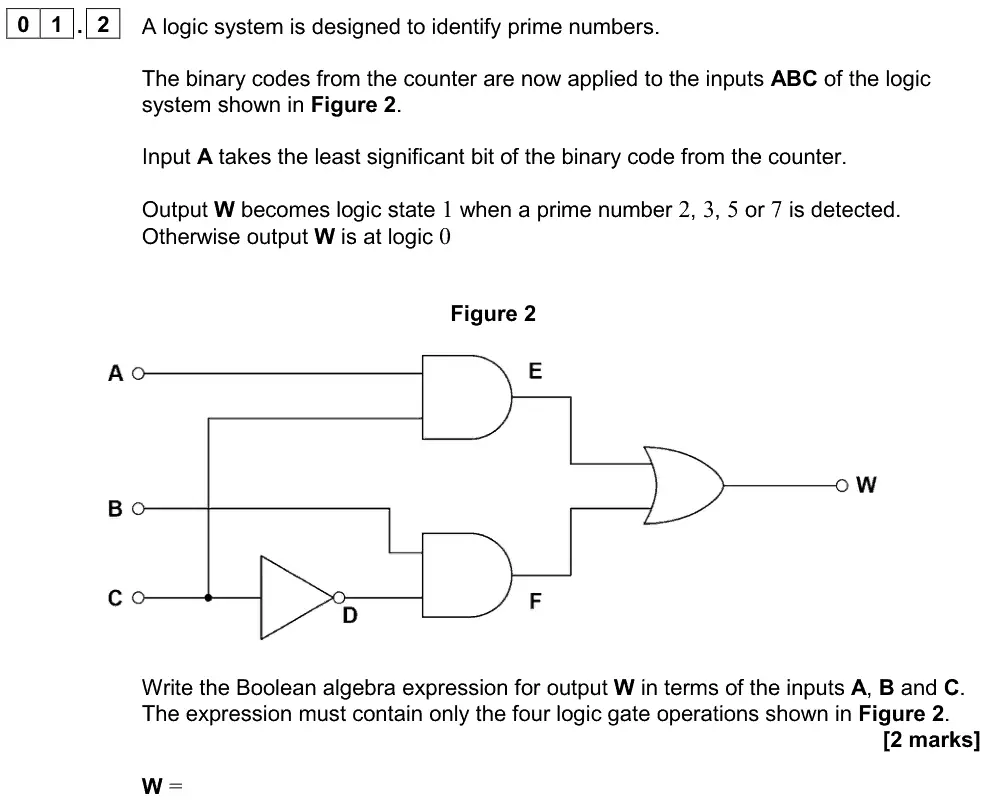 0 1 . 2 A logic system is designed to identify prime numbers.
The binary codes from the counter are now applied to the inputs ABC of the logic
system shown in Figure 2.
Input A takes the least significant bit of the binary code from the counter.
Output W becomes logic state 1 when a prime number 2, 3, 5 or 7 is detected.
Otherwise output W is at logic 0
Figure 2
A
E
B
W
C
D
F
Write the Boolean algebra expression for output W in terms of the inputs A, B and C.
The expression must contain only the four logic gate operations shown in Figure 2.
[2 marks]
W =